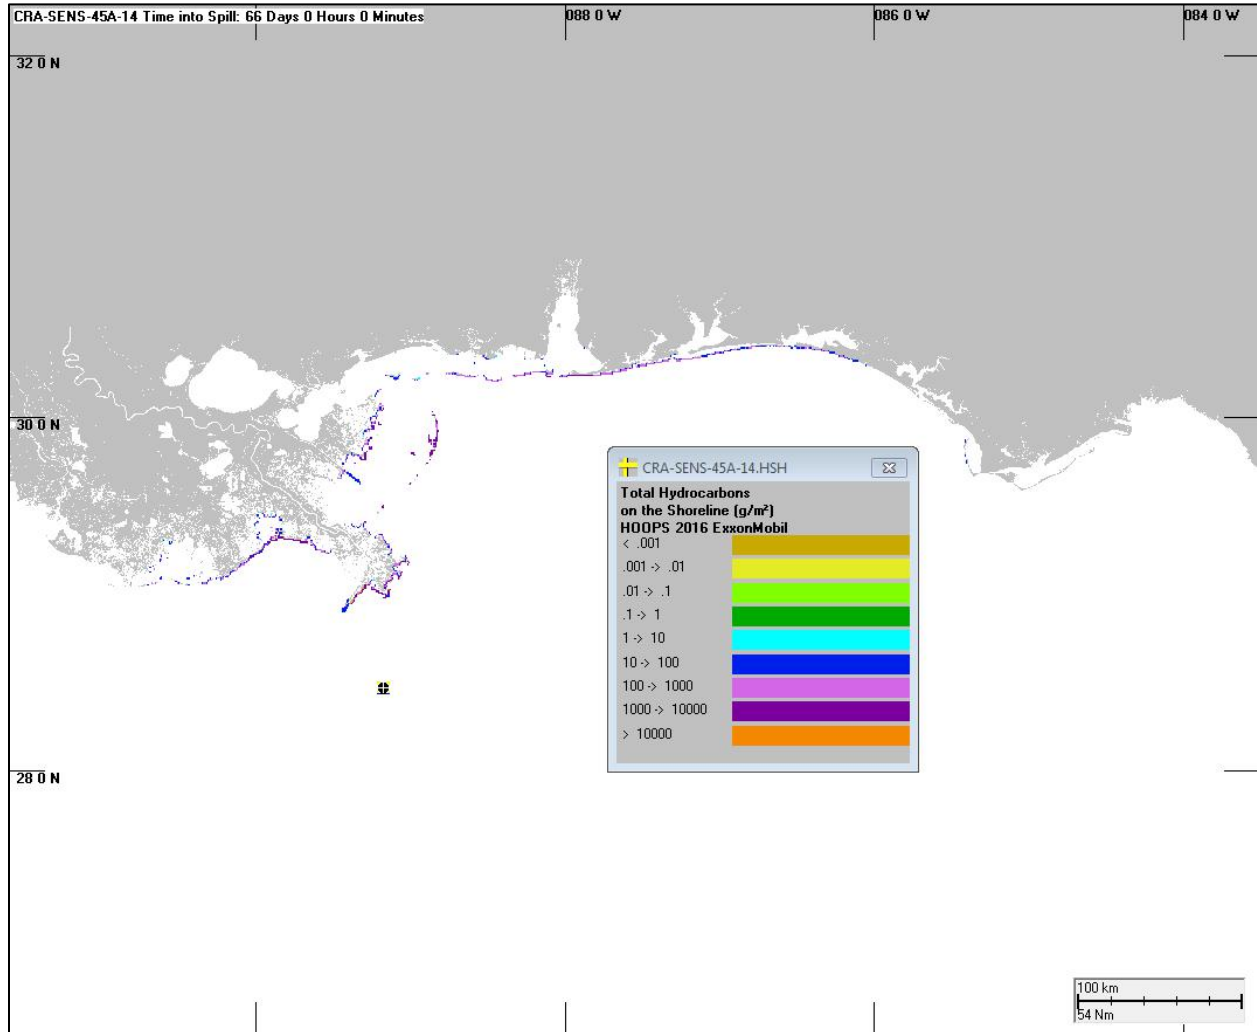 CRA-SENS-45A-14 Time into Spill: 66 Days 0 Hours 0 Minutes
088 0 W
086 0 W
084 0 W
32 0 N
30 0 N
28 0 N
CRA-SENS-45A-14.HSH
Total Hydrocarbons
on the Shoreline (g/m²)
HOOPS 2016 ExxonMobil
< .001
.001 -> .01
.01 -> .1
.1 -> 1
1 -> 10
10 -> 100
100 -> 1000
1000 -> 10000
> 10000
100 km
54 Nm